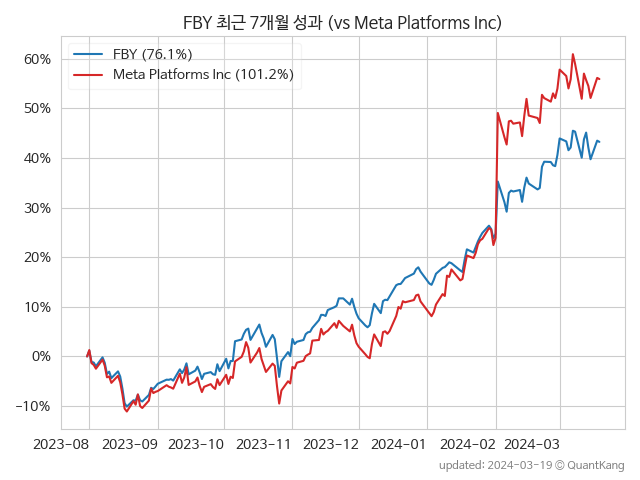 FBY 최근 7개월 성과 (vs Meta Platforms Inc)
FBY (76.1%)
Meta Platforms Inc (101.2%)
60%
50%
40%
30%
20%
10%
0%
−10%
2023-08 2023-09 2023-10 2023-11 2023-12 2024-01 2024-02 2024-03
updated: 2024-03-19 © QuantKang